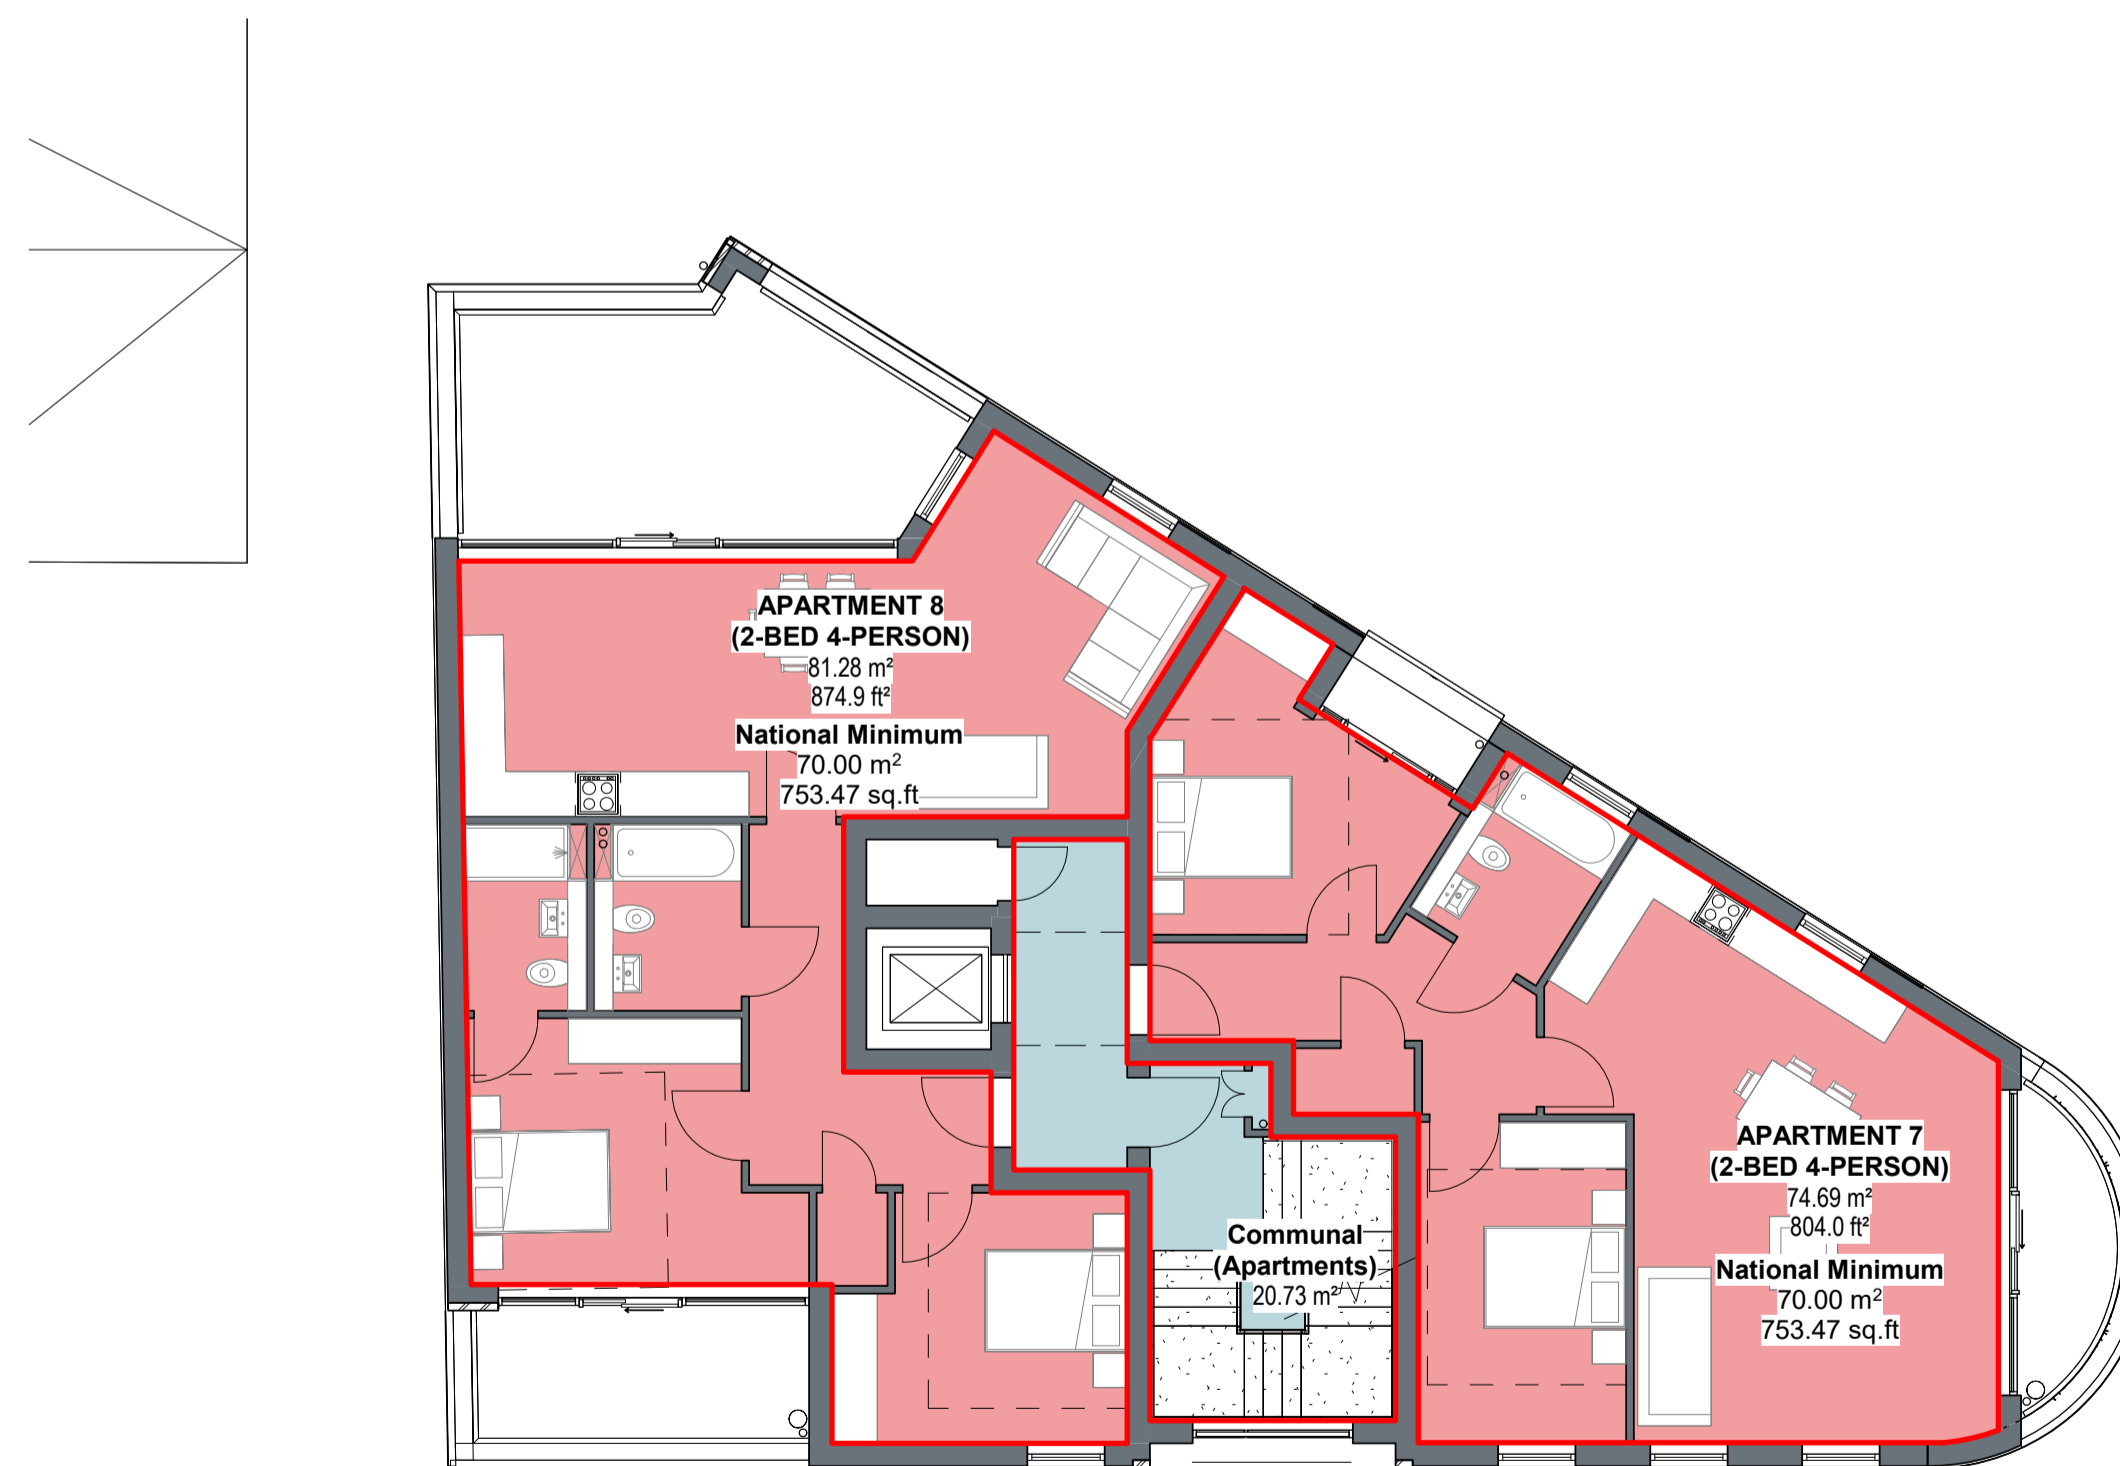 APARTMENT 8
(2-BED 4-PERSON)
81.28 m²
874.9 ft²
National Minimum
70.00 m²
753.47 sq.ft
APARTMENT 7
(2-BED 4-PERSON)
74.69 m²
804.0 ft²
National Minimum
70.00 m²
753.47 sq.ft
Communal
(Apartments)
20.73 m²